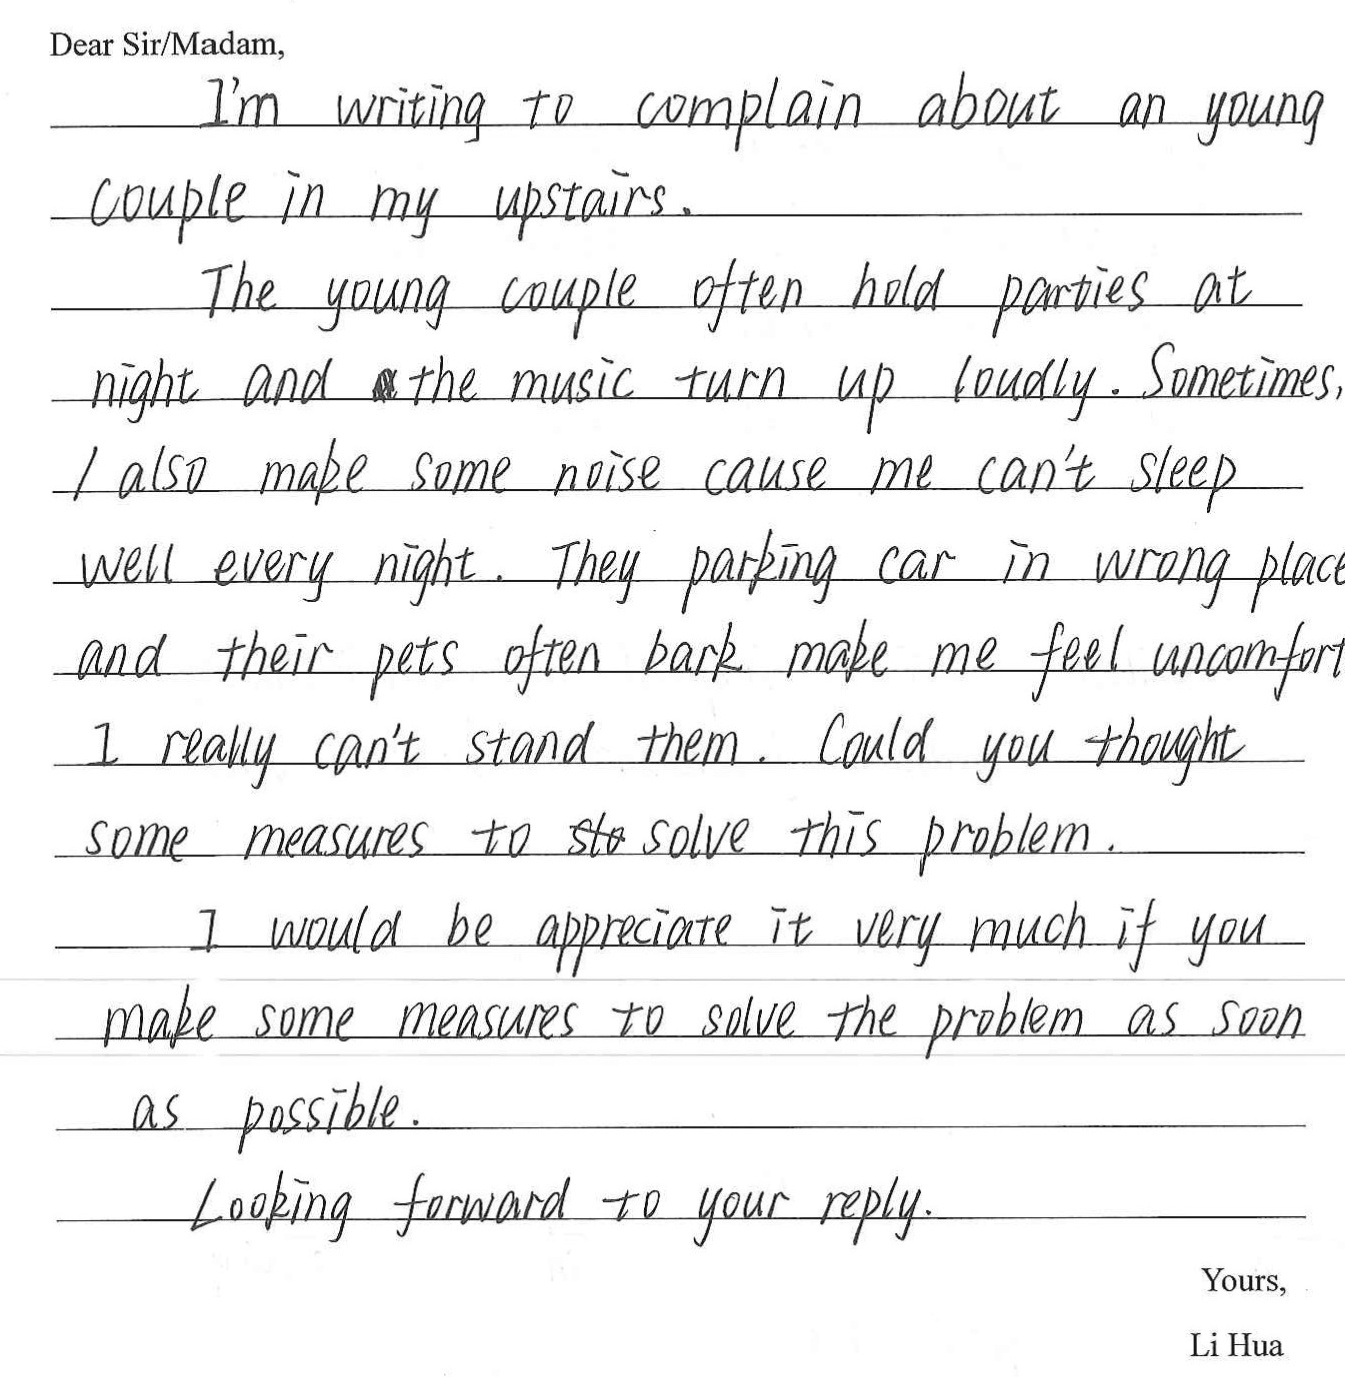 Dear Sir/Madam,
I'm writing to complain about an young
couple in my upstairs.
The young couple often hold parties at
night and the music turn up loudly. Sometimes,
I also make some noise cause me can't sleep
well every night. They parking car in wrong place
and their pets often bark make me feel uncomfort
I really can't stand them. Could you thought
some measures to sto solve this problem.
I would be appreciate it very much if you
make some measures to solve the problem as soon
as possible.
Looking forward to your reply.
Yours,
Li Hua